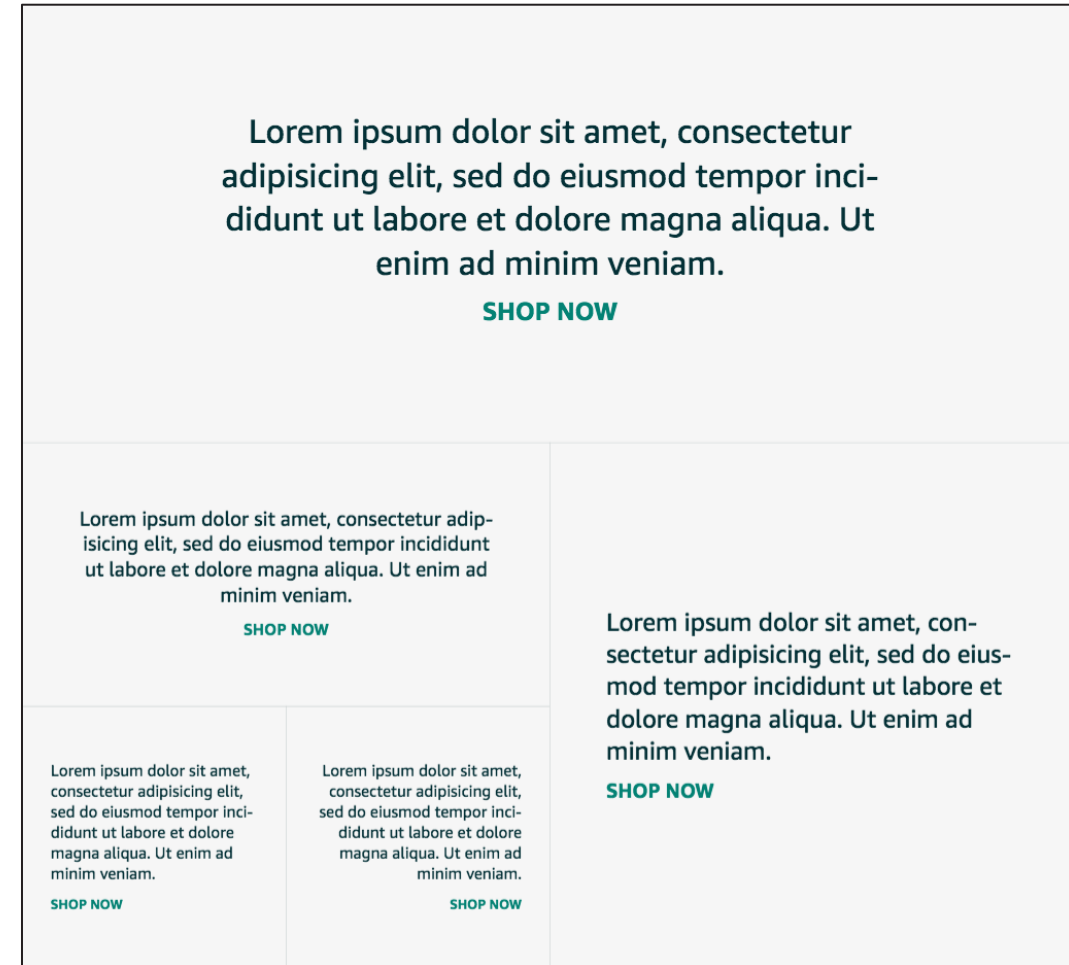 Lorem ipsum dolor sit amet, consectetur
adipisicing elit, sed do eiusmod tempor inci-
didunt ut labore et dolore magna aliqua. Ut
enim ad minim veniam.
SHOP NOW
Lorem ipsum dolor sit amet, consectetur adip-
isicing elit, sed do eiusmod tempor incididunt
ut labore et dolore magna aliqua. Ut enim ad
minim veniam.
SHOP NOW
Lorem ipsum dolor sit amet,
consectetur adipisicing elit,
sed do eiusmod tempor inci-
didunt ut labore et dolore
magna aliqua. Ut enim ad
minim veniam.
SHOP NOW
Lorem ipsum dolor sit amet,
consectetur adipisicing elit,
sed do eiusmod tempor inci-
didunt ut labore et dolore
magna aliqua. Ut enim ad
minim veniam.
SHOP NOW
Lorem ipsum dolor sit amet, con-
sectetur adipisicing elit, sed do eius-
mod tempor incididunt ut labore et
dolore magna aliqua. Ut enim ad
minim veniam.
SHOP NOW